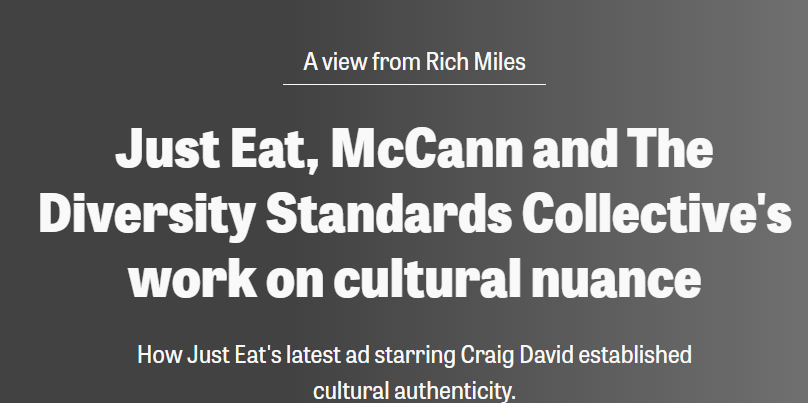 A view from Rich Miles
Just Eat, McCann and The
Diversity Standards Collective's
work on cultural nuance
How Just Eat's latest ad starring Craig David established
cultural authenticity.